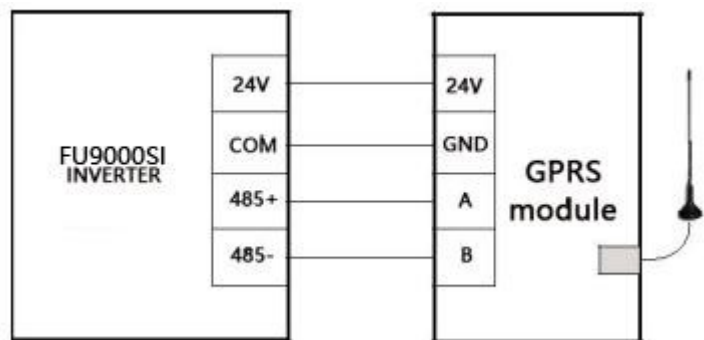 24V
COM
485+
485-
FU9000SI
INVERTER
24V
GND
A
B
GPRS
module